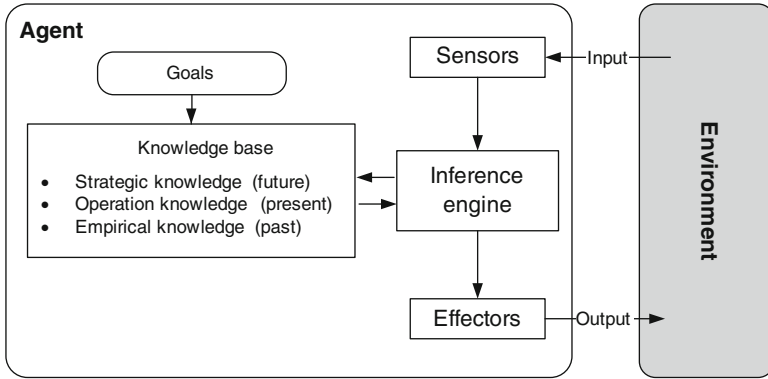 Agent
Goals
Knowledge base
• Strategic knowledge (future)
• Operation knowledge (present)
• Empirical knowledge (past)
Sensors
Inference
engine
Effectors
Input
Output
Environment